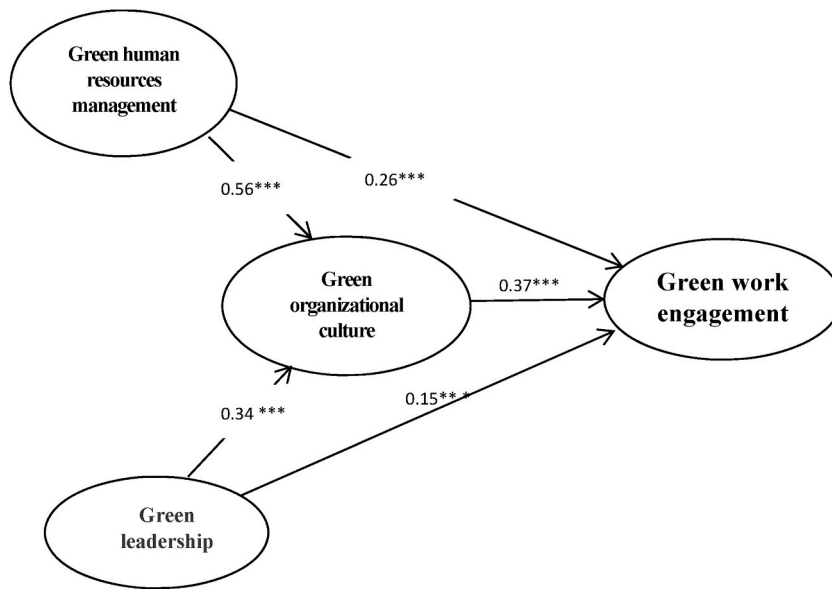 Green human
resources
management
0.56***
0.26***
Green
organizational
culture
0.37***
Green work
engagement
0.34 ***
0.15***
Green
leadership